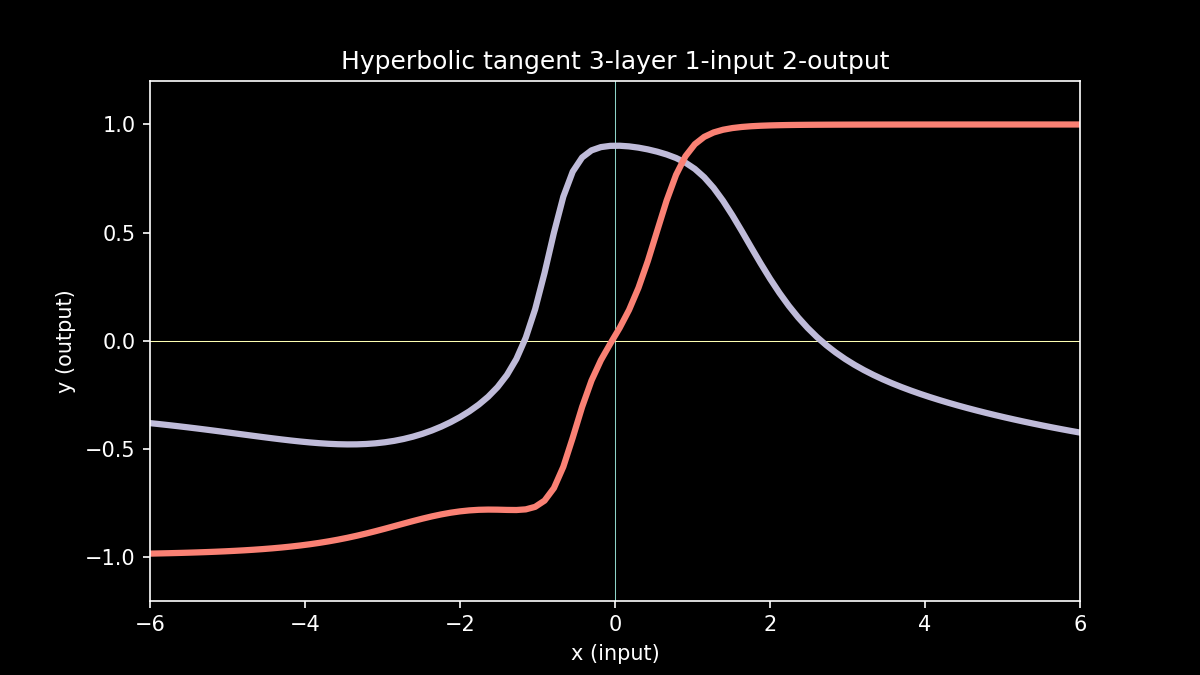 Hyperbolic tangent 3-layer 1-input 2-output
1.0
0.5
0.0
−0.5
−1.0
y (output)
−6 −4 −2 0 2 4 6
x (input)